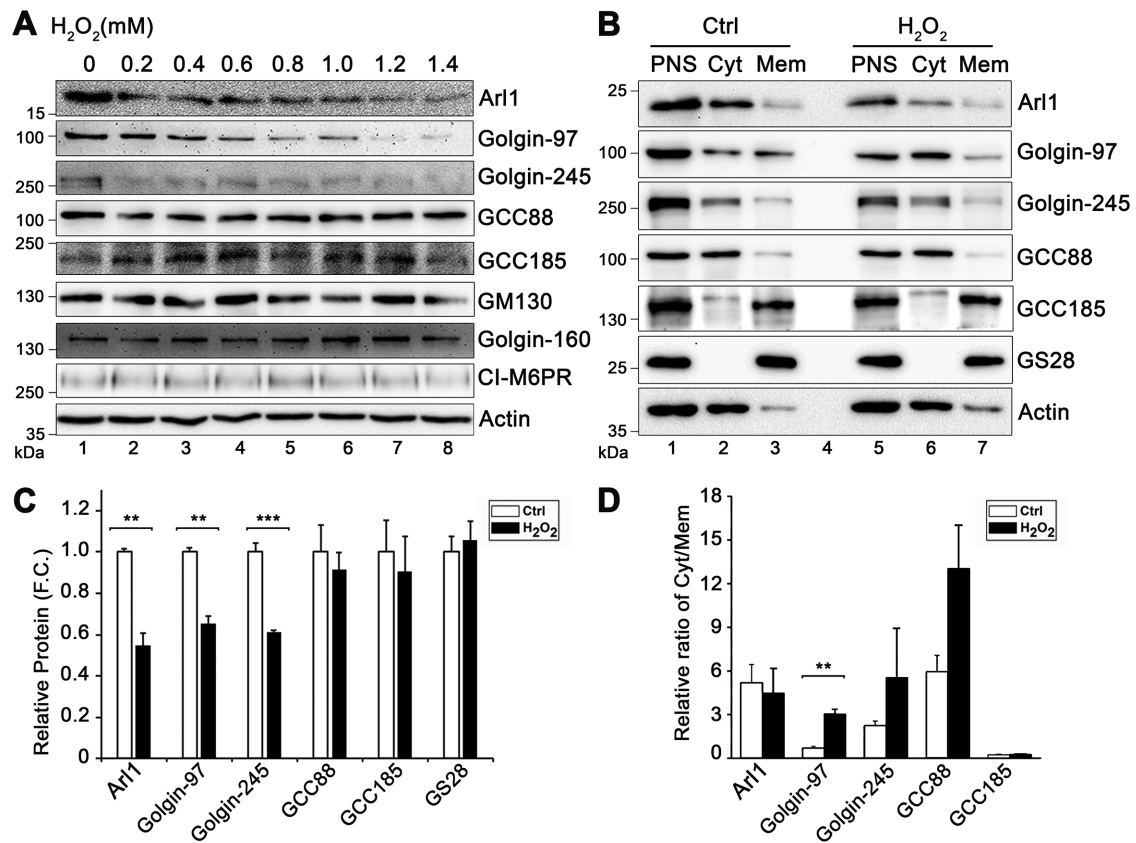 A H₂O₂(mM)
0 0.2 0.4 0.6 0.8 1.0 1.2 1.4
15 Arl1
100 Golgin-97
250 Golgin-245
100 GCC88
250 GCC185
130 GM130
130 Golgin-160
250 CI-M6PR
35 Actin
kDa 1 2 3 4 5 6 7 8
B Ctrl H₂O₂
PNS Cyt Mem PNS Cyt Mem
25 Arl1
100 Golgin-97
250 Golgin-245
100 GCC88
130 GCC185
25 GS28
35 Actin
kDa 1 2 3 4 5 6 7
C
Relative Protein (F.C.)
1.2
1.0
0.8
0.6
0.4
0.2
0
** ** ***
Ctrl
H₂O₂
Arl1 Golgin-97 Golgin-245 GCC88 GCC185 GS28
D
Relative ratio of Cyt/Mem
18
15
12
9
6
3
0
**
Ctrl
H₂O₂
Arl1 Golgin-97 Golgin-245 GCC88 GCC185